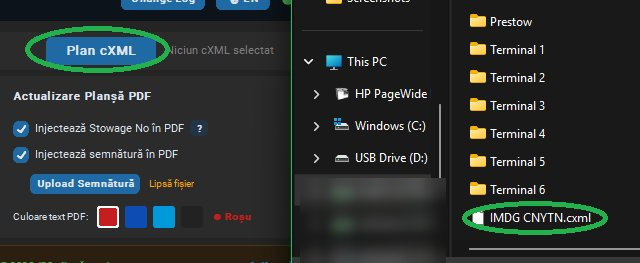 Change Log
EN
Plan cXML
Niciun cXML selectat
Actualizare Planșă PDF
Injectează Stowage No în PDF ?
Injectează semnătură în PDF
Upload Semnătură Lipsă fișier
Culoare text PDF: Roșu
Screenshots
This PC
HP PageWide
Windows (C:)
USB Drive (D:)
Prestow
Terminal 1
Terminal 2
Terminal 3
Terminal 4
Terminal 5
Terminal 6
IMDG CNYTN.cxml